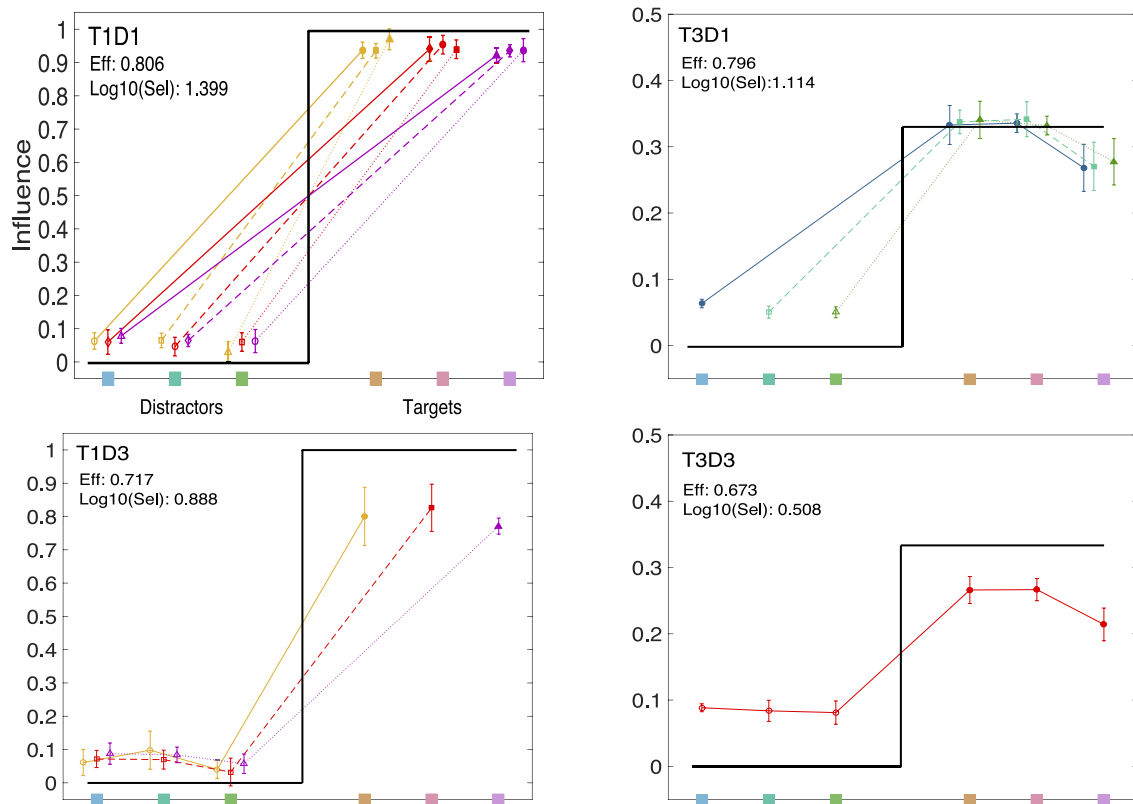 T1D1
Eff: 0.806
Log10(Sel): 1.399
Influence
1
0.9
0.8
0.7
0.6
0.5
0.4
0.3
0.2
0.1
0
Distractors
Targets
T3D1
Eff: 0.796
Log10(Sel):1.114
0.5
0.4
0.3
0.2
0.1
0
T1D3
Eff: 0.717
Log10(Sel): 0.888
1
0.9
0.8
0.7
0.6
0.5
0.4
0.3
0.2
0.1
0
T3D3
Eff: 0.673
Log10(Sel): 0.508
0.5
0.4
0.3
0.2
0.1
0